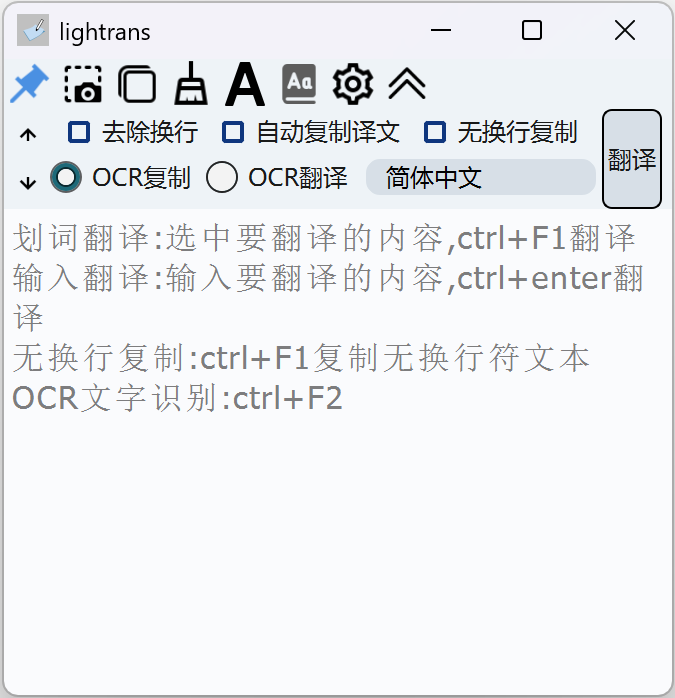 lightrans
A Aa
去除换行 自动复制译文 无换行复制
翻译
OCR复制 OCR翻译 简体中文
划词翻译:选中要翻译的内容,ctrl+F1翻译
输入翻译:输入要翻译的内容,ctrl+enter翻
译
无换行复制:ctrl+F1复制无换行符文本
OCR文字识别:ctrl+F2